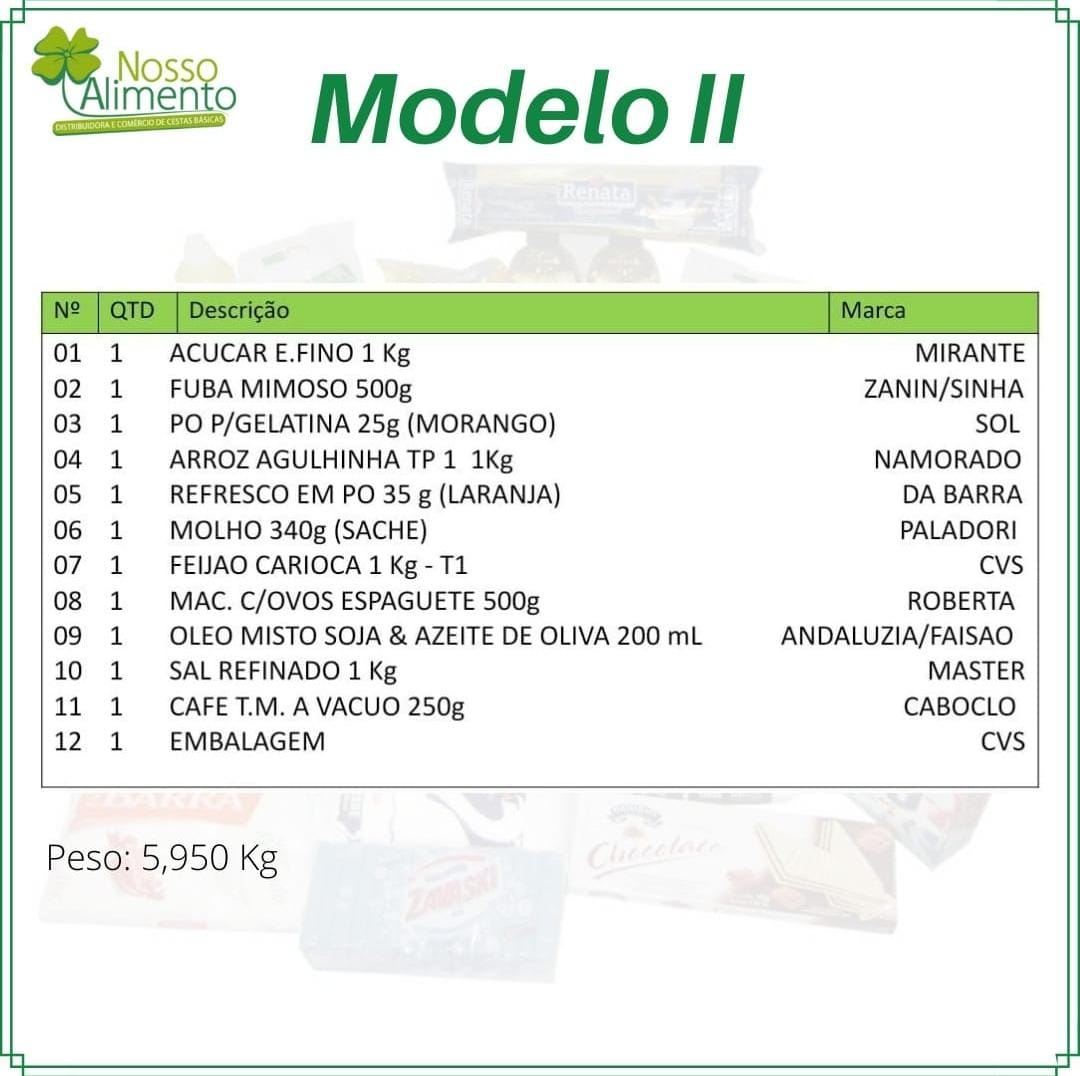 Nosso
Alimento
DISTRIBUIDORA E COMÉRCIO DE CESTAS BÁSICAS
Modelo II
Renata
Nº QTD Descrição Marca
01 1 ACUCAR E.FINO 1 Kg MIRANTE
02 1 FUBA MIMOSO 500g ZANIN/SINHA
03 1 PO P/GELATINA 25g (MORANGO) SOL
04 1 ARROZ AGULHINHA TP 1 1Kg NAMORADO
05 1 REFRESCO EM PO 35 g (LARANJA) DA BARRA
06 1 MOLHO 340g (SACHE) PALADORI
07 1 FEIJAO CARIOCA 1 Kg - T1 CVS
08 1 MAC. C/OVOS ESPAGUETE 500g ROBERTA
09 1 OLEO MISTO SOJA & AZEITE DE OLIVA 200 mL ANDALUZIA/FAISAO
10 1 SAL REFINADO 1 Kg MASTER
11 1 CAFE T.M. A VACUO 250g CABOCLO
12 1 EMBALAGEM CVS
BARRA
Peso: 5,950 Kg
Chocolate
ZAVASKI